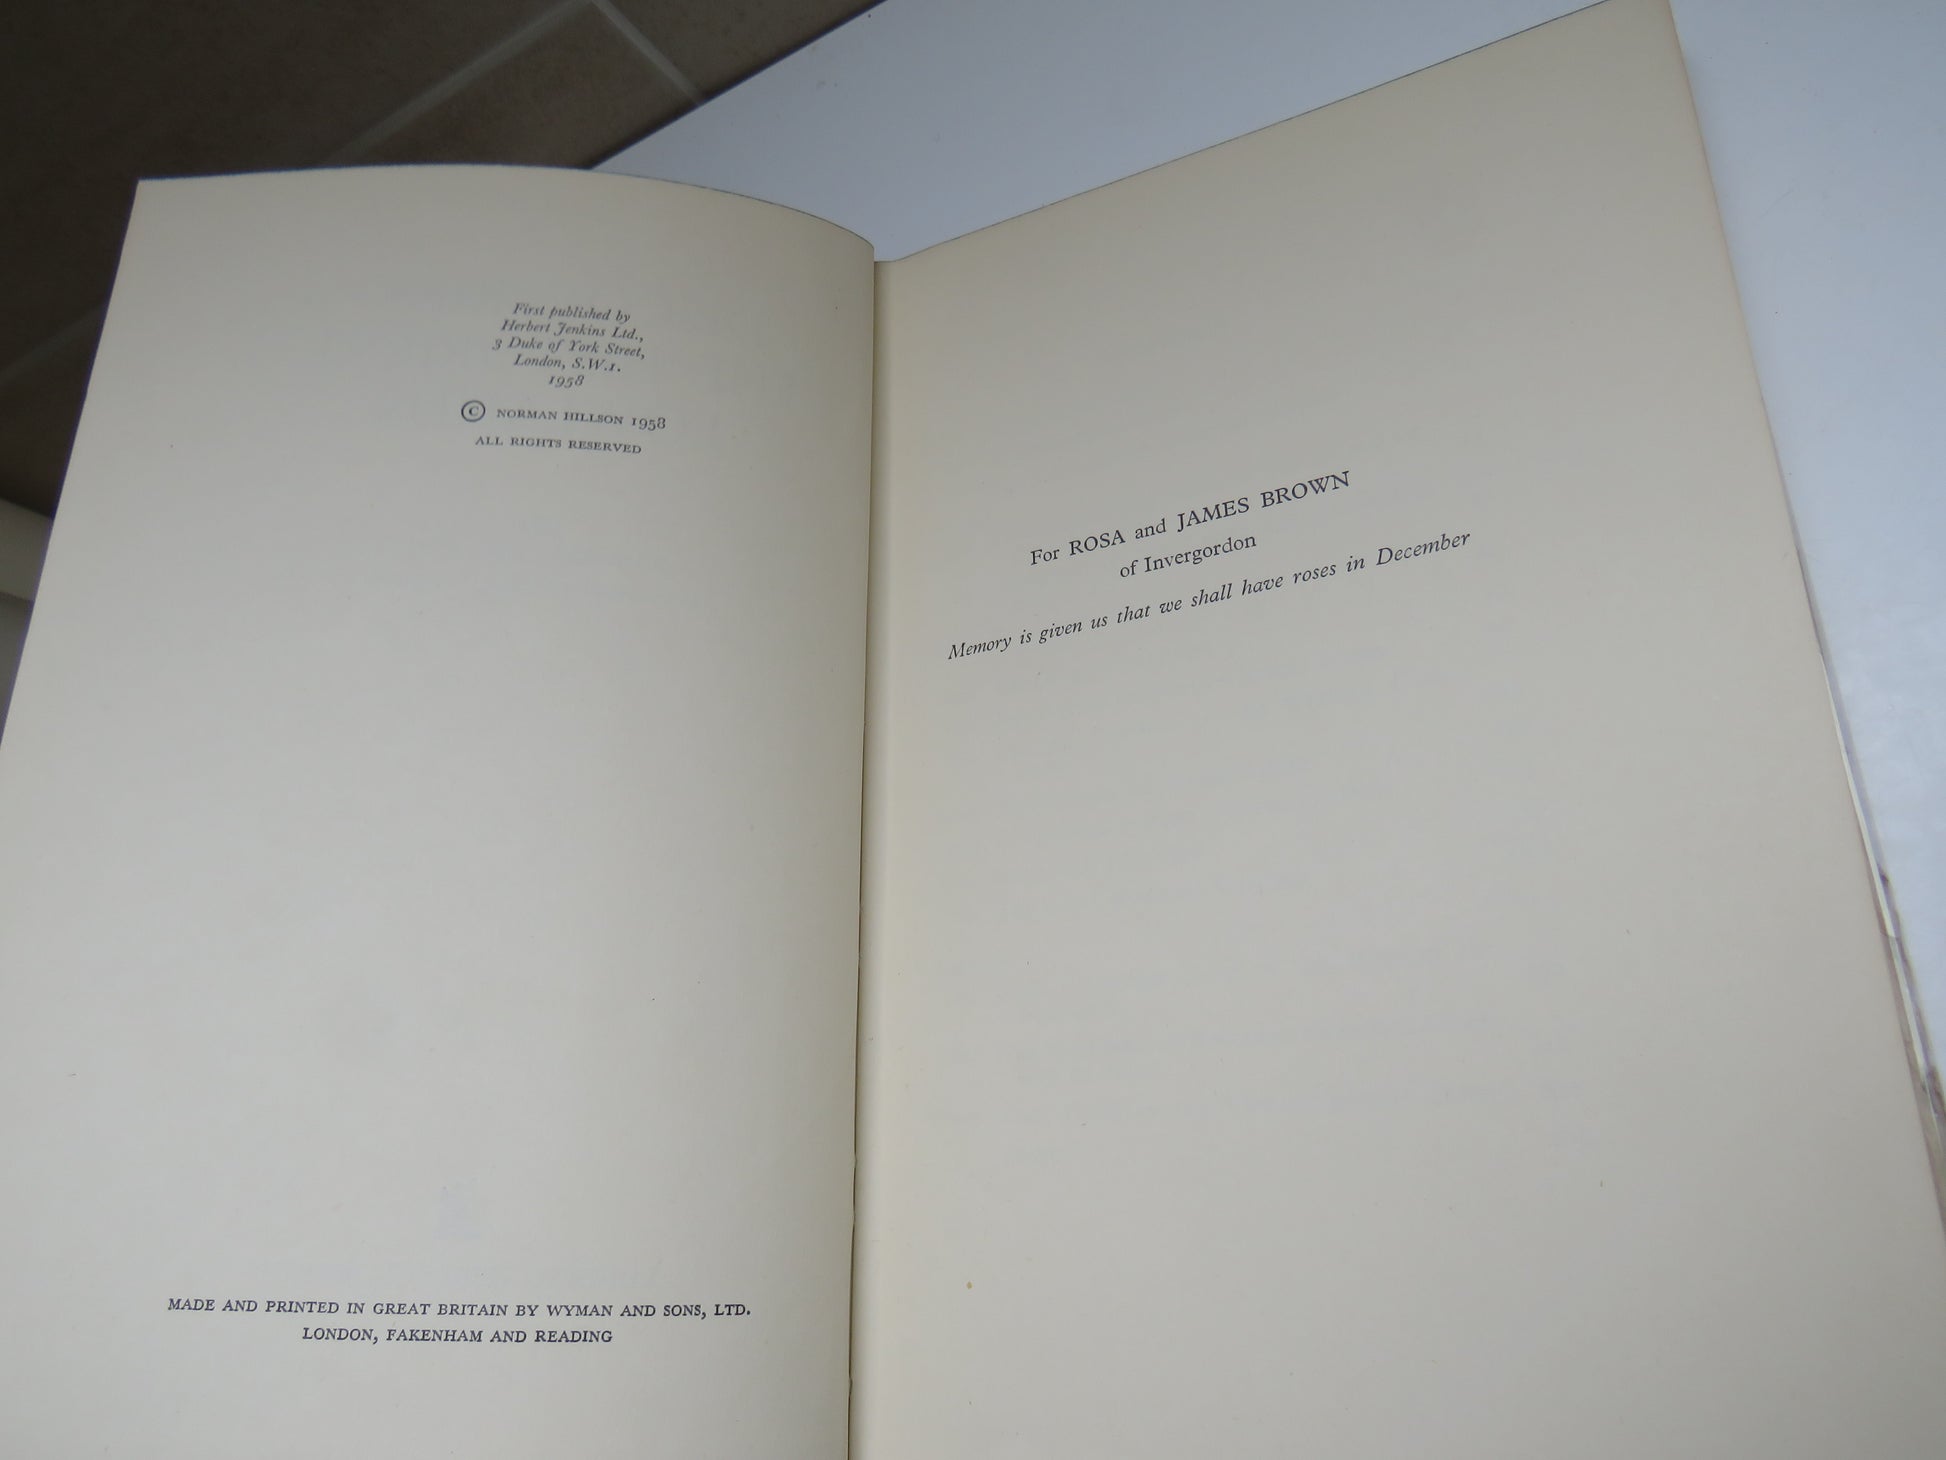 First published by
Herbert Jenkins Ltd.,
3 Duke of York Street,
London, S.W.1.
1958
© NORMAN HILLSON 1958
ALL RIGHTS RESERVED
MADE AND PRINTED IN GREAT BRITAIN BY WYMAN AND SONS, LTD.
LONDON, FAKENHAM AND READING
For ROSA and JAMES BROWN
of Invergordon
Memory is given us that we shall have roses in December